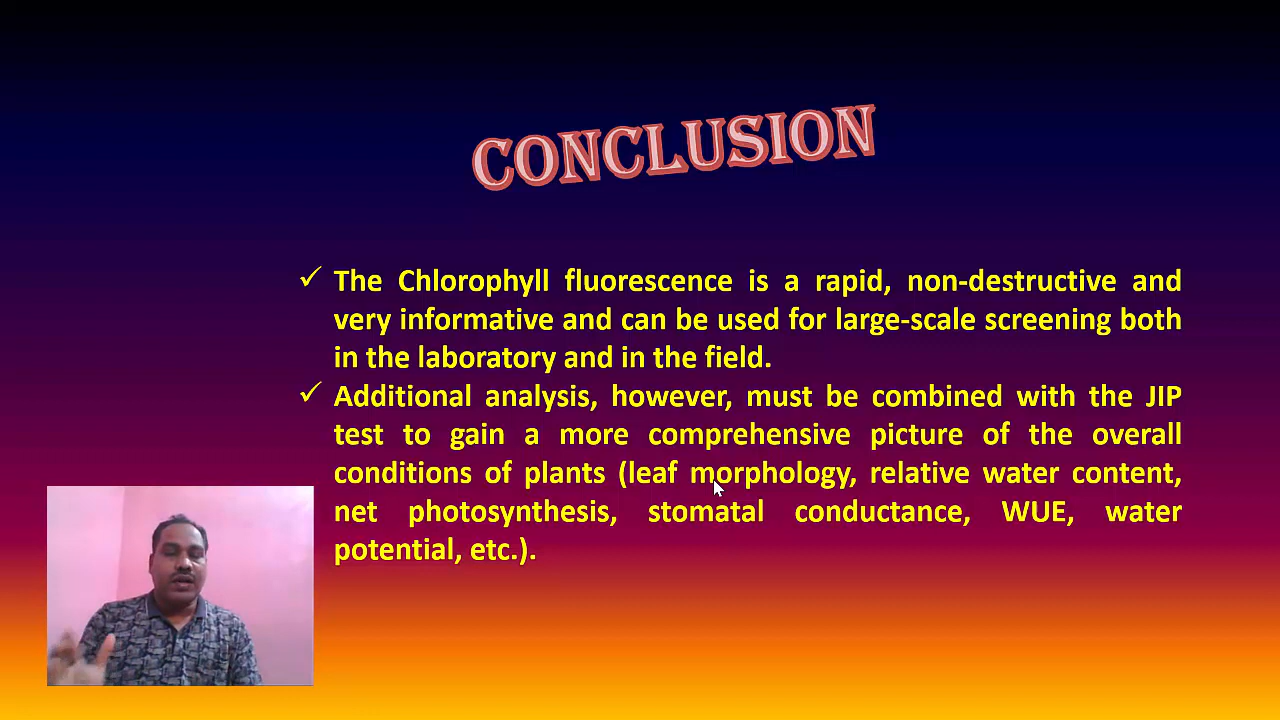 CONCLUSION
✓ The Chlorophyll fluorescence is a rapid, non-destructive and
very informative and can be used for large-scale screening both
in the laboratory and in the field.
✓ Additional analysis, however, must be combined with the JIP
test to gain a more comprehensive picture of the overall
conditions of plants (leaf morphology, relative water content,
net photosynthesis, stomatal conductance, WUE, water
potential, etc.).